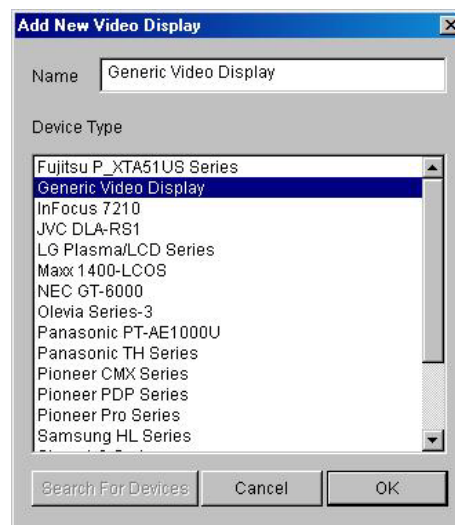 Add New Video Display
Name
Generic Video Display
Device Type
Fujitsu P_XTA51US Series
Generic Video Display
InFocus 7210
JVC DLA-RS1
LG Plasma/LCD Series
Maxx 1400-LCOS
NEC GT-6000
Olevia Series-3
Panasonic PT-AE1000U
Panasonic TH Series
Pioneer CMX Series
Pioneer PDP Series
Pioneer Pro Series
Samsung HL Series
Search For Devices
Cancel
OK